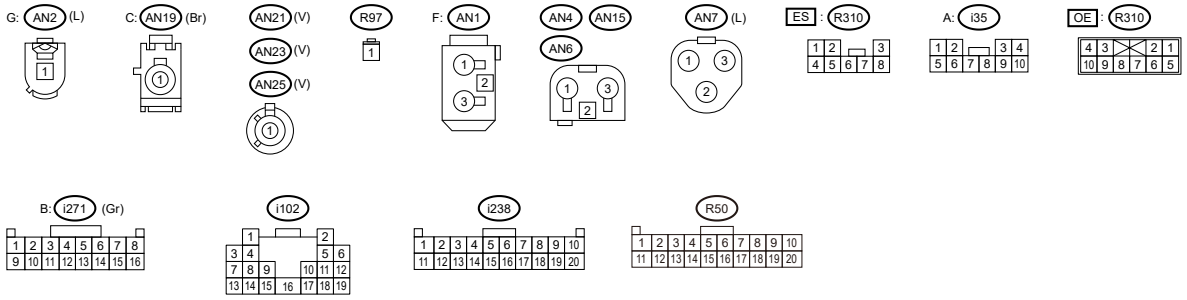 G: AN2 (L)
C: AN19 (Br)
AN21 (V)
AN23 (V)
AN25 (V)
R97
F: AN1
AN4 AN15
AN6
AN7 (L)
ES : R310
A: i35
OE : R310
1
1
1
1
1
2
3
1 3
2
1 3
2
1 2 3
4 5 6 7 8
1 2 3 4
5 6 7 8 9 10
4 3 2 1
10 9 8 7 6 5
B: i271 (Gr)
i102
i238
R50
1 2 3 4 5 6 7 8
9 10 11 12 13 14 15 16
1 2
3 4 5 6
7 8 9 10 11 12
13 14 15 16 17 18 19
1 2 3 4 5 6 7 8 9 10
11 12 13 14 15 16 17 18 19 20
1 2 3 4 5 6 7 8 9 10
11 12 13 14 15 16 17 18 19 20